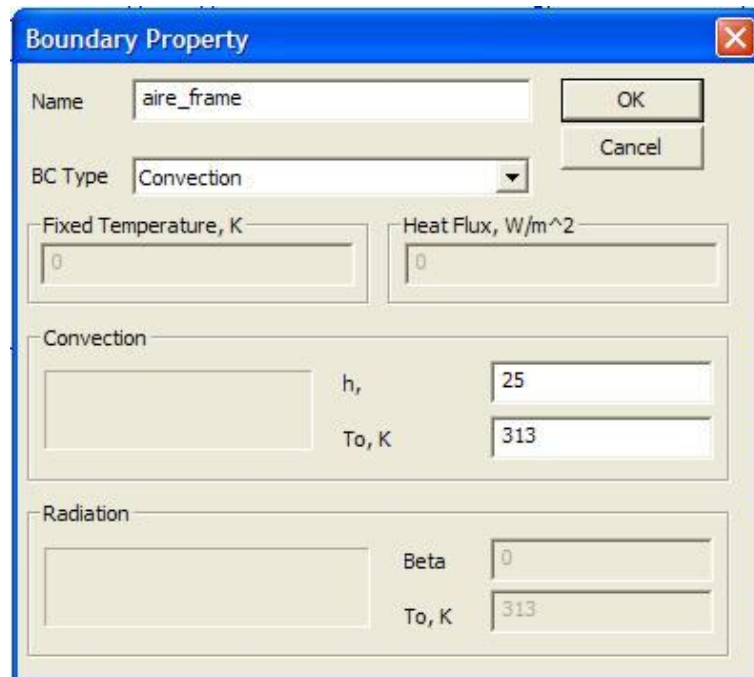 Boundary Property
Name aire_frame OK
Cancel
BC Type Convection
Fixed Temperature, K Heat Flux, W/m^2
0 0
Convection
h, 25
To, K 313
Radiation
Beta 0
To, K 313